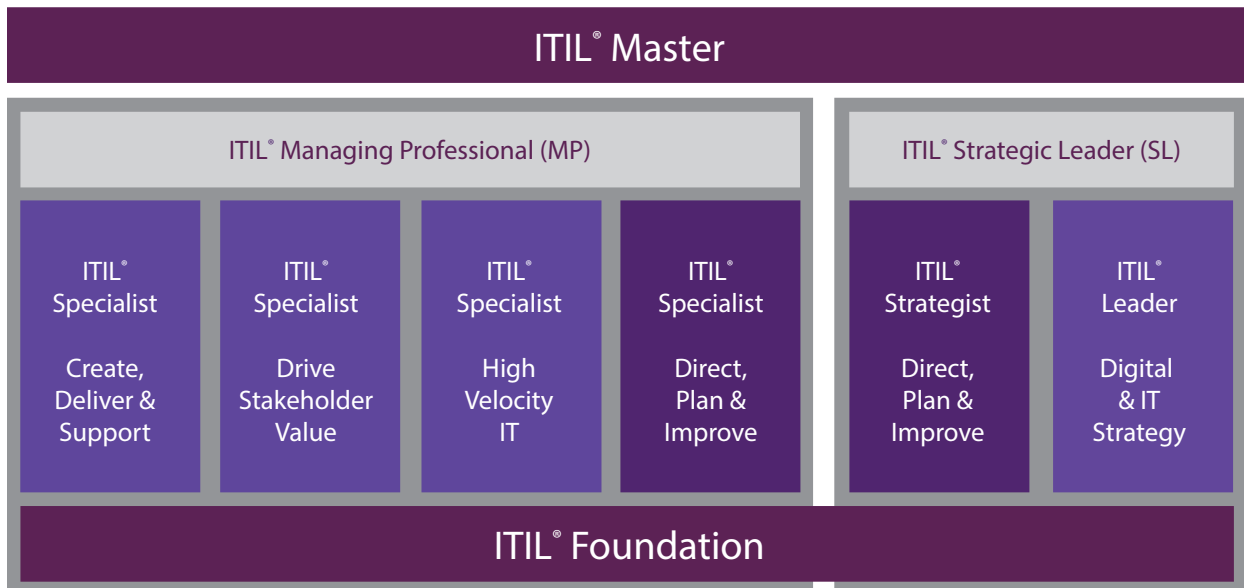 ITIL® Master
ITIL® Managing Professional (MP)
ITIL® Strategic Leader (SL)
ITIL®
Specialist
Create,
Deliver &
Support
ITIL®
Specialist
Drive
Stakeholder
Value
ITIL®
Specialist
High
Velocity
IT
ITIL®
Specialist
Direct,
Plan &
Improve
ITIL®
Strategist
Direct,
Plan &
Improve
ITIL®
Leader
Digital
& IT
Strategy
ITIL® Foundation